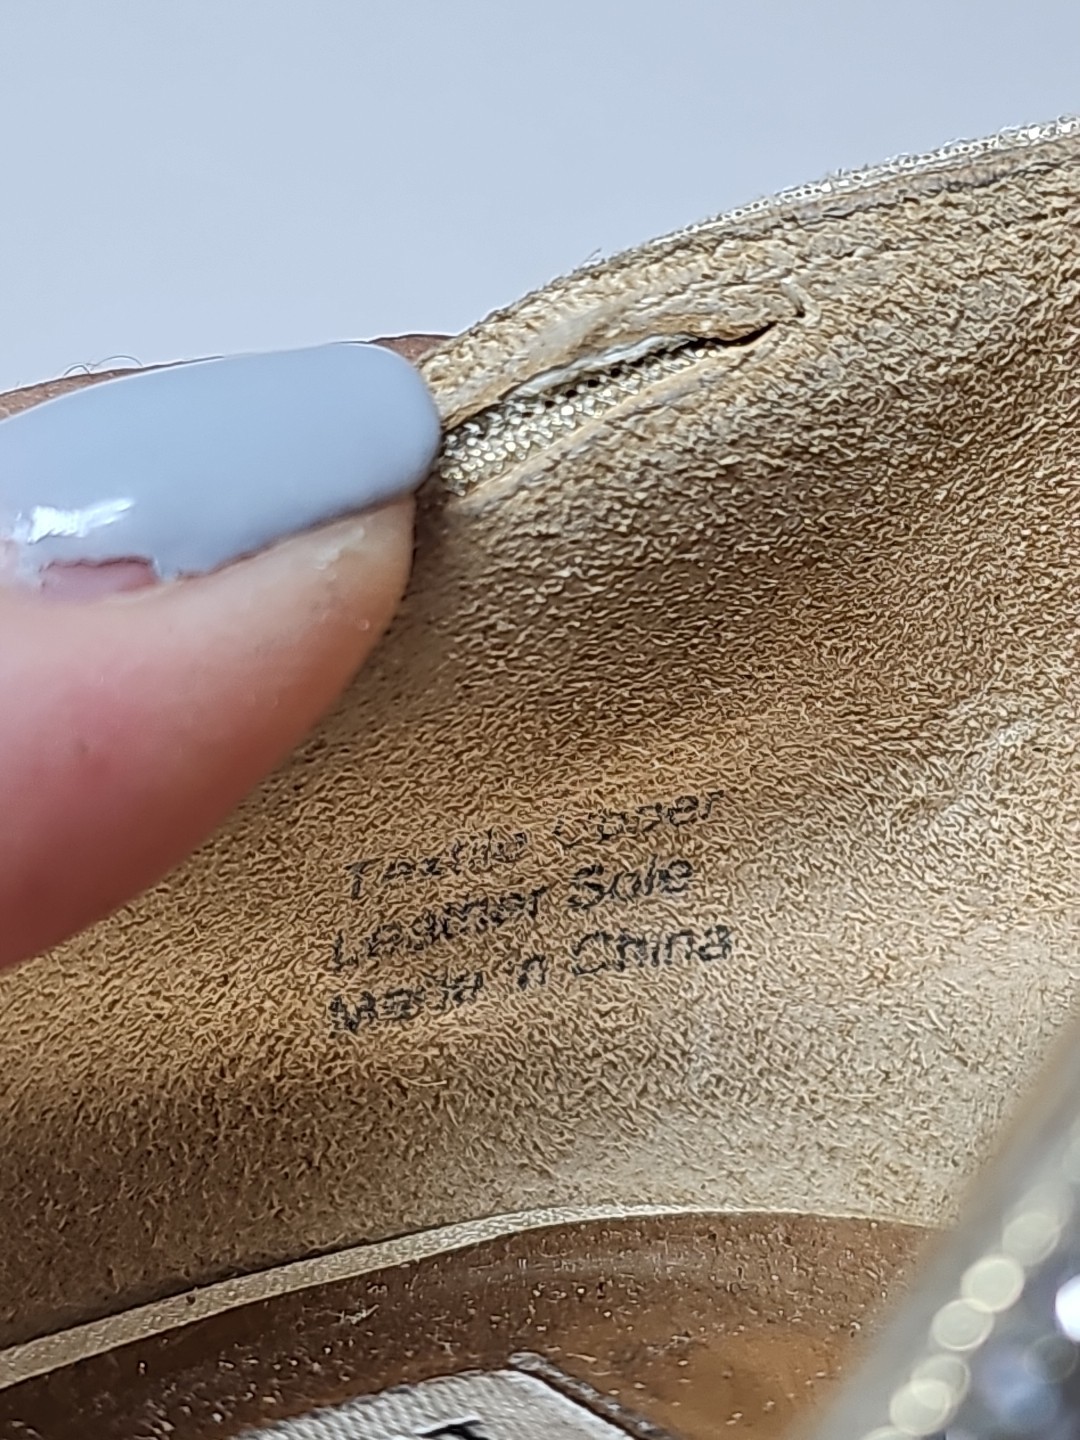 Textile Upper
Leather Sole
Made in China